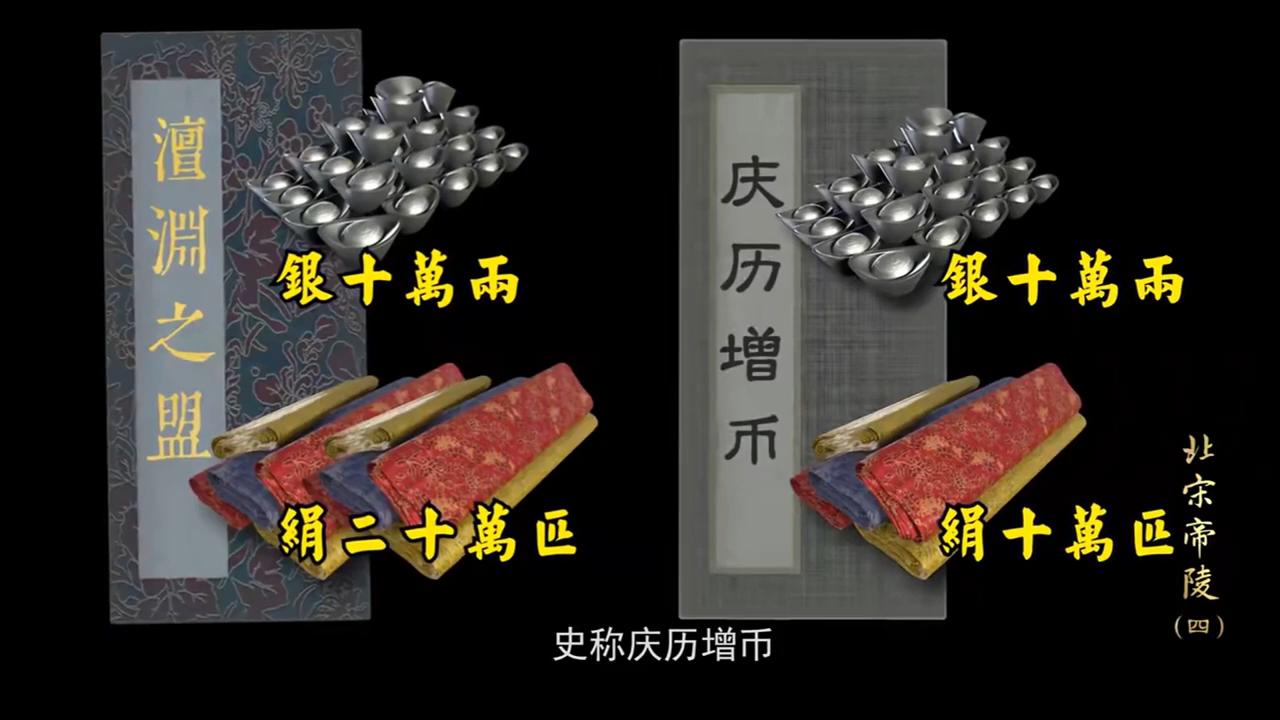 澶淵之盟
銀十萬兩
絹二十萬匹
庆历增币
銀十萬兩
絹十萬匹
北宋帝陵
（四）
史称庆历增币